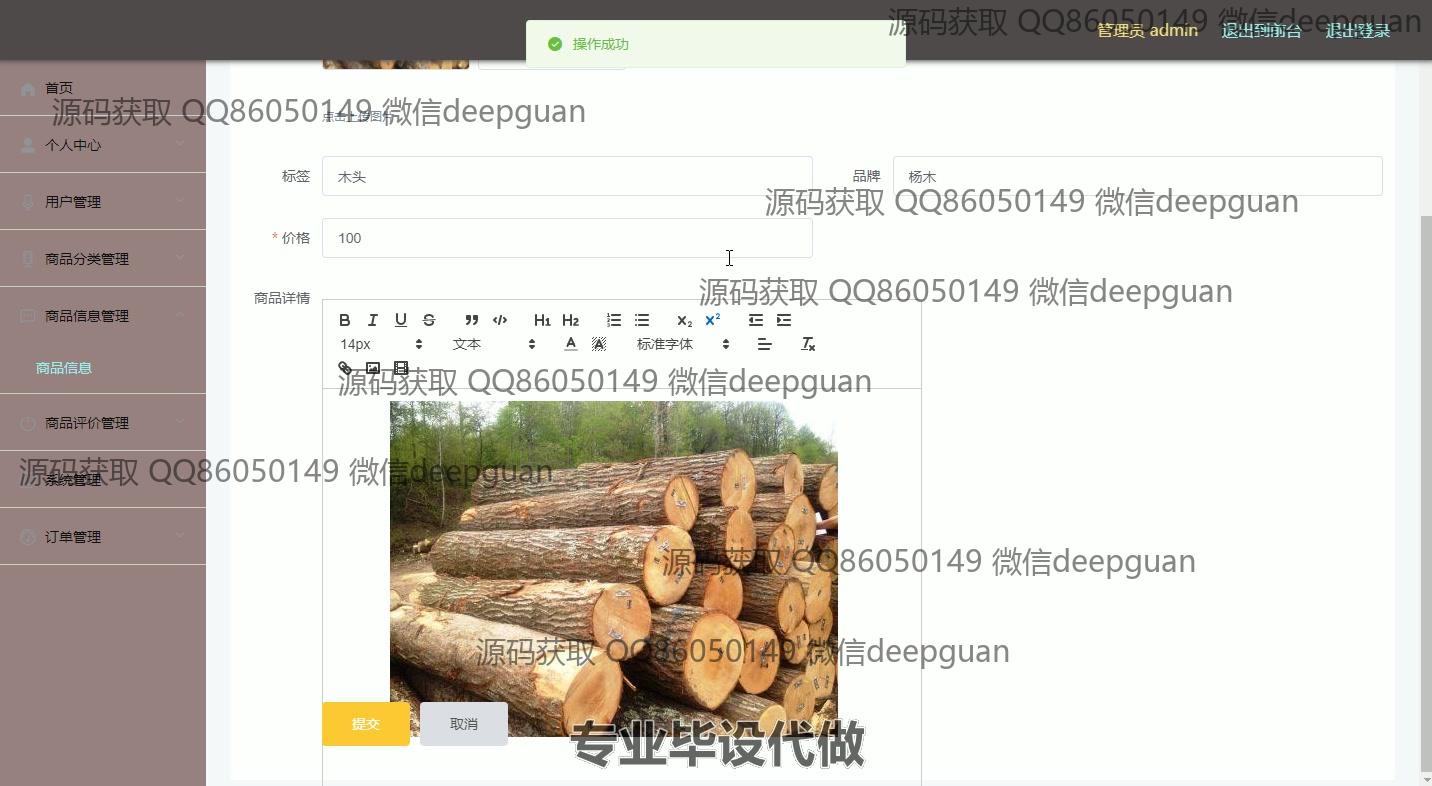 源码获取 QQ86050149 微信deepguan
操作成功
管理员 admin
退出到前台
退出登录
首页
源码获取 QQ86050149 微信deepguan
点击上传图片
个人中心
标签
木头
品牌
杨木
用户管理
源码获取 QQ86050149 微信deepguan
* 价格
100
商品分类管理
商品详情
源码获取 QQ86050149 微信deepguan
商品信息管理
B I U S H1 H2 X2 X2
14px
文本
A A
标准字体
商品信息
源码获取 QQ86050149 微信deepguan
商品评价管理
源码获取 QQ86050149 微信deepguan
系统管理
订单管理
源码获取 QQ86050149 微信deepguan
源码获取 QQ86050149 微信deepguan
提交
取消
专业毕设代做